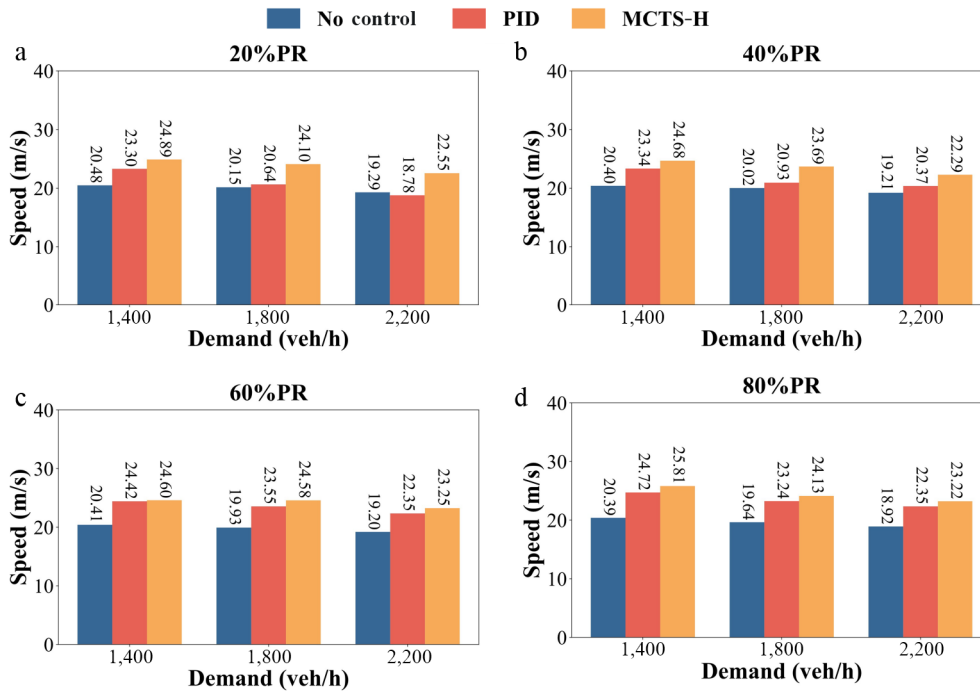 No control PID MCTS-H
a
20%PR
Speed (m/s)
40
30
20
10
0
20.48 23.30 24.89 20.15 20.64 24.10 19.29 18.78 22.55
1,400 1,800 2,200
Demand (veh/h)
b
40%PR
Speed (m/s)
40
30
20
10
0
20.40 23.34 24.68 20.02 20.93 23.69 19.21 20.37 22.29
1,400 1,800 2,200
Demand (veh/h)
c
60%PR
Speed (m/s)
40
30
20
10
0
20.41 24.42 24.60 19.93 23.55 24.58 19.20 22.35 23.25
1,400 1,800 2,200
Demand (veh/h)
d
80%PR
Speed (m/s)
40
30
20
10
0
20.39 24.72 25.81 19.64 23.24 24.13 18.92 22.35 23.22
1,400 1,800 2,200
Demand (veh/h)